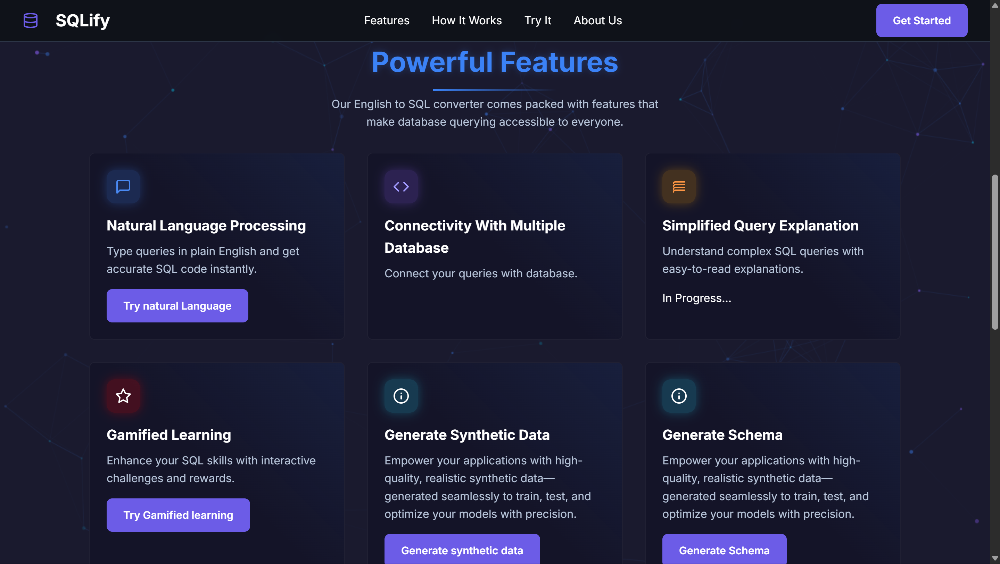 SQLify
Features
How It Works
Try It
About Us
Get Started
Powerful Features
Our English to SQL converter comes packed with features that
make database querying accessible to everyone.
Natural Language Processing
Type queries in plain English and get
accurate SQL code instantly.
Try natural Language
Connectivity With Multiple
Database
Connect your queries with database.
Simplified Query Explanation
Understand complex SQL queries with
easy-to-read explanations.
In Progress...
Gamified Learning
Enhance your SQL skills with interactive
challenges and rewards.
Try Gamified learning
Generate Synthetic Data
Empower your applications with high-
quality, realistic synthetic data—
generated seamlessly to train, test, and
optimize your models with precision.
Generate synthetic data
Generate Schema
Empower your applications with high-
quality, realistic synthetic data—
generated seamlessly to train, test, and
optimize your models with precision.
Generate Schema